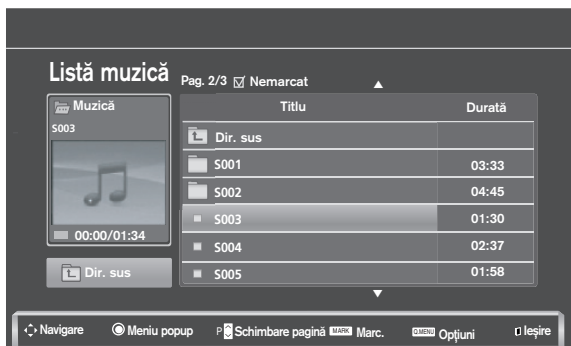 Listă muzică Pag. 2/3 Nemarcat
Muzică
S003
00:00/01:34
Dir. sus
Titlu Durată
Dir. sus
S001 03:33
S002 04:45
S003 01:30
S004 02:37
S005 01:58
Navigare Meniu popup P Schimbare pagină MARK Marc. Q.MENU Opţiuni Ieşire